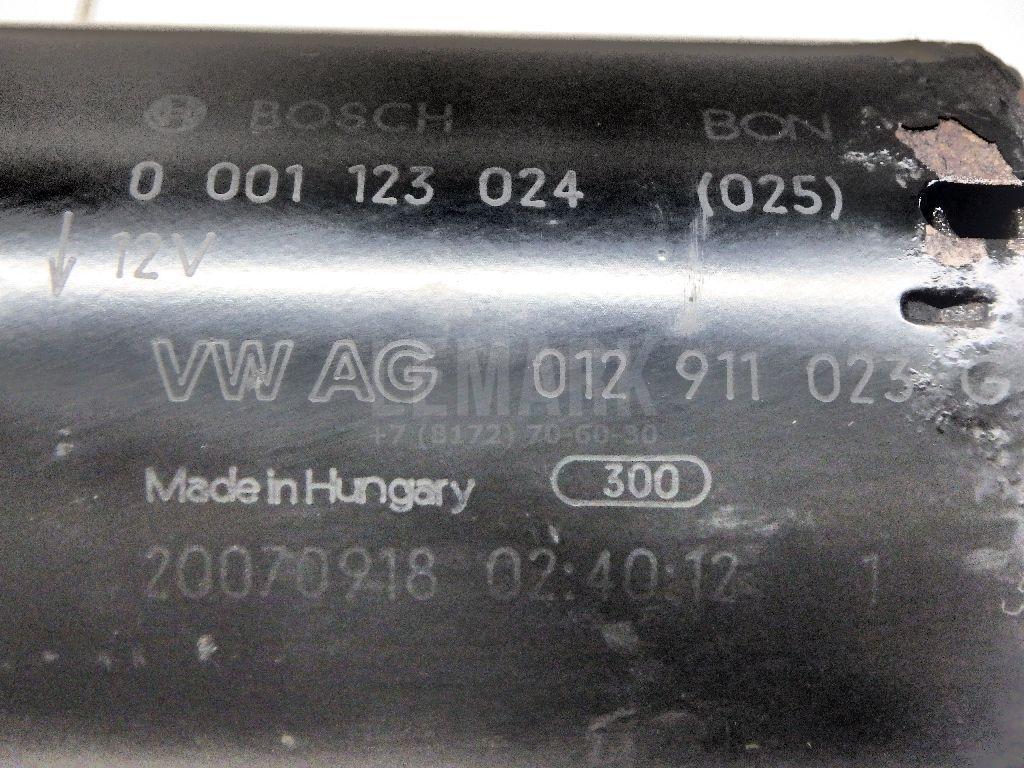 BOSCH BON
0 001 123 024 (025)
12V
VW AG 012 911 023 G
LEMARK
+7 (8172) 70-60-30
Made in Hungary 300
20070918 02:40:12 1